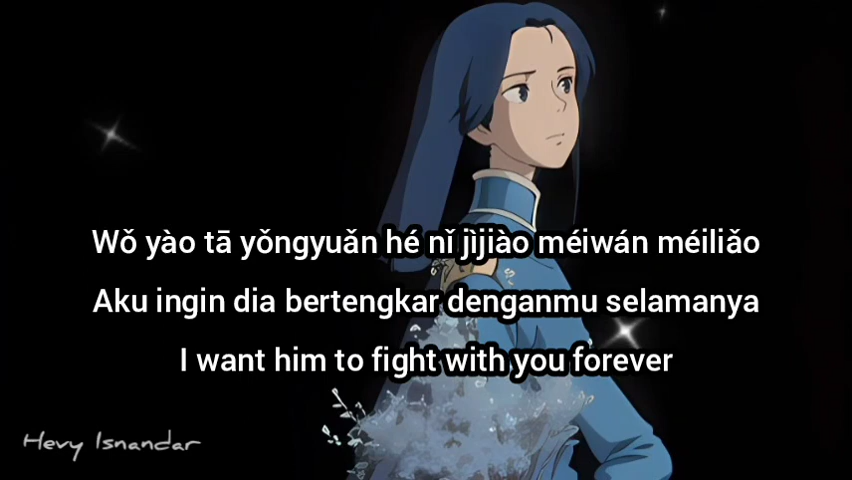 Wǒ yào tā yǒngyuǎn hé nǐ jìjiào méiwán méiliǎo
Aku ingin dia bertengkar denganmu selamanya
I want him to fight with you forever
Hevy Isnandar